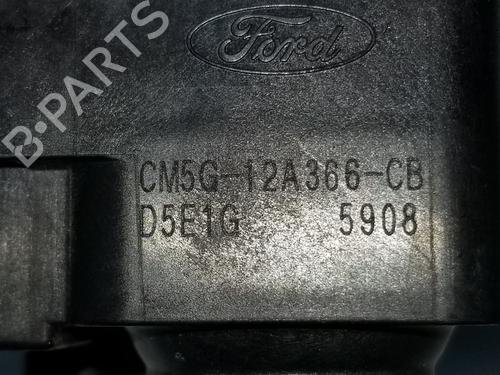 B-PARTS
Ford
CM5G-12A366-CB
D5E1G 5908